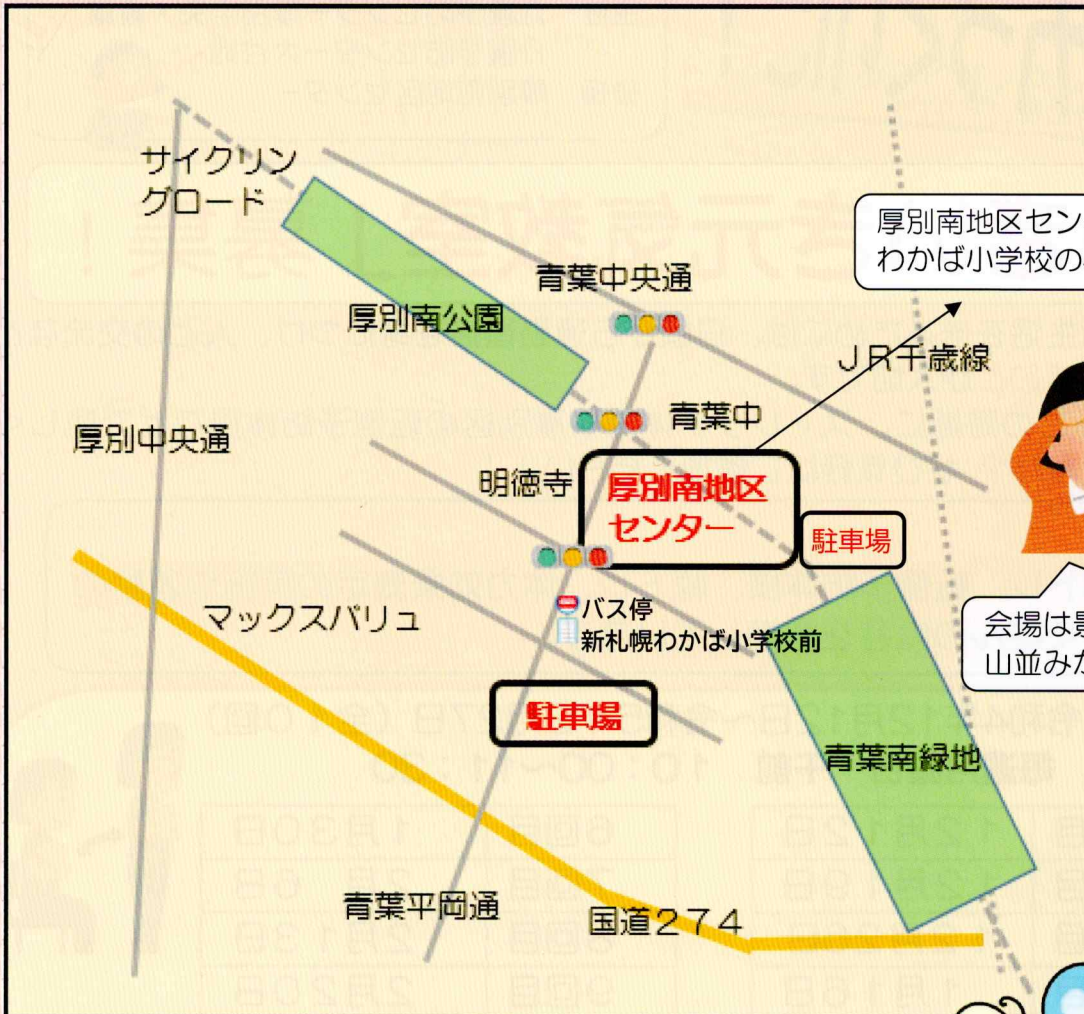 サイクリン
グロード
厚別南地区セン
わかば小学校の
青葉中央通
厚別南公園
JR千歳線
青葉中
厚別中央通
明徳寺
厚別南地区
センター
駐車場
バス停
新札幌わかば小学校前
マックスバリュ
会場は
山並みが
駐車場
青葉南緑地
青葉平岡通
国道274